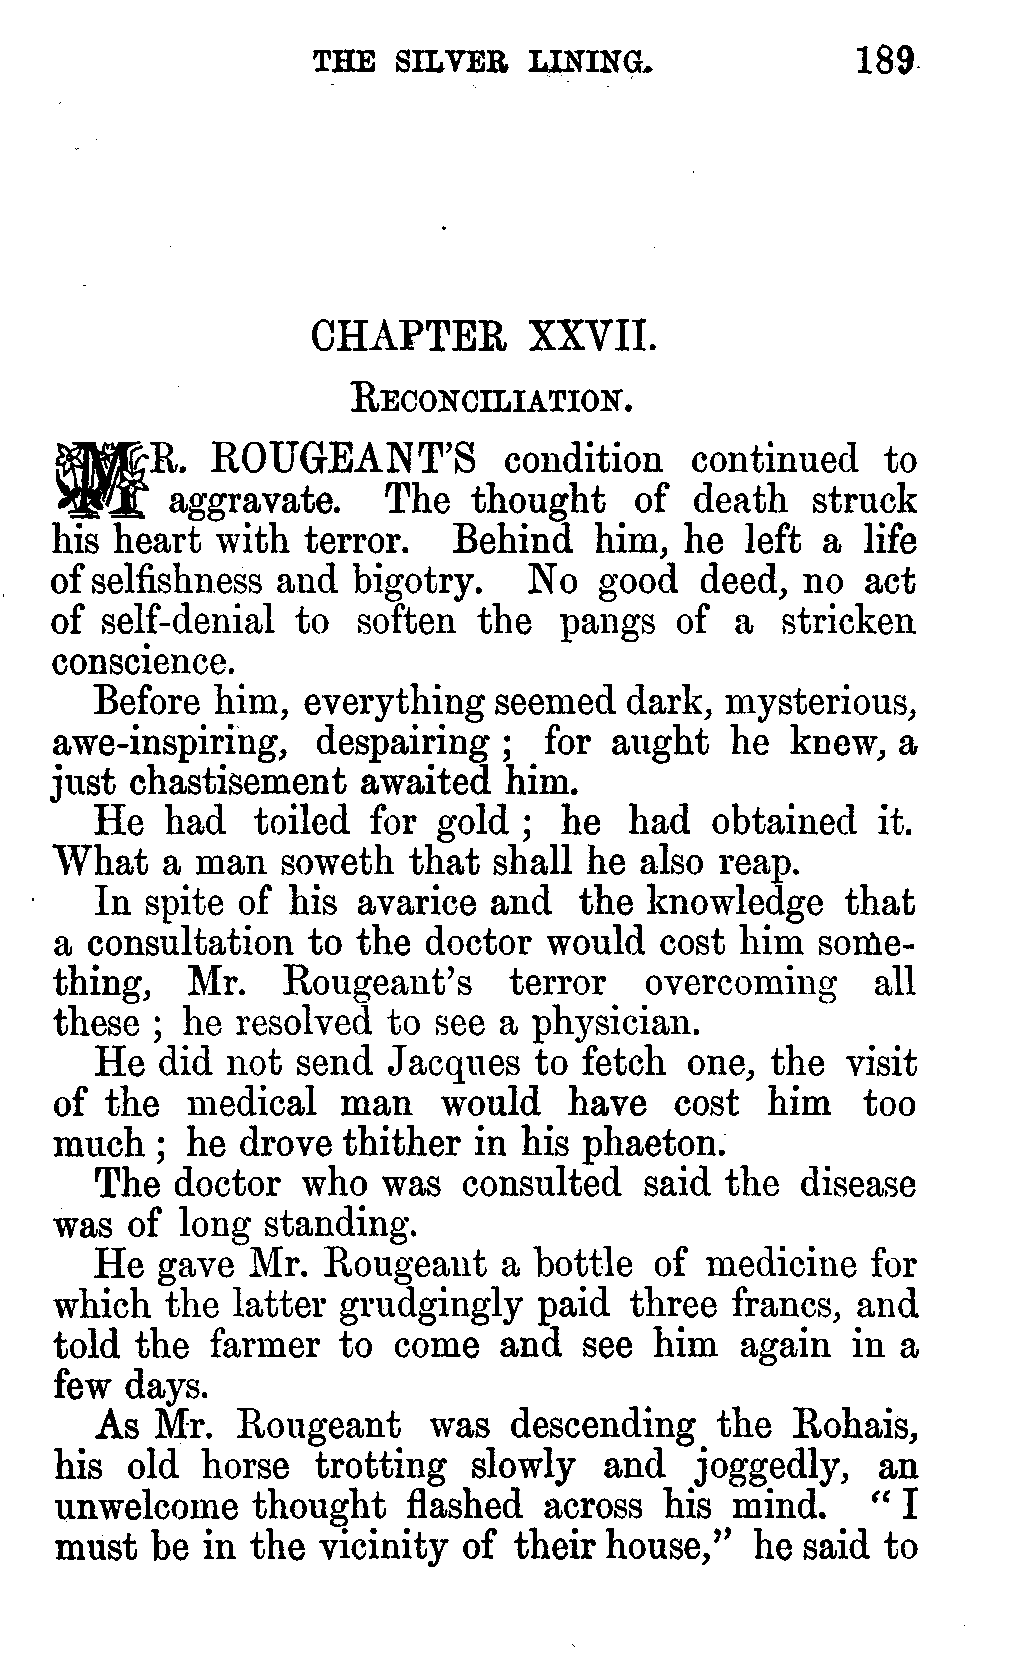 THE SILVER LINING. 189
CHAPTER XXVII.
RECONCILIATION.
MR. ROUGEANT'S condition continued to
aggravate. The thought of death struck
his heart with terror. Behind him, he left a life
of selfishness and bigotry. No good deed, no act
of self-denial to soften the pangs of a stricken
conscience.
Before him, everything seemed dark, mysterious,
awe-inspiring, despairing ; for aught he knew, a
just chastisement awaited him.
He had toiled for gold ; he had obtained it.
What a man soweth that shall he also reap.
In spite of his avarice and the knowledge that
a consultation to the doctor would cost him some-
thing, Mr. Rougeant's terror overcoming all
these ; he resolved to see a physician.
He did not send Jacques to fetch one, the visit
of the medical man would have cost him too
much ; he drove thither in his phaeton.
The doctor who was consulted said the disease
was of long standing.
He gave Mr. Rougeant a bottle of medicine for
which the latter grudgingly paid three francs, and
told the farmer to come and see him again in a
few days.
As Mr. Rougeant was descending the Rohais,
his old horse trotting slowly and joggedly, an
unwelcome thought flashed across his mind. " I
must be in the vicinity of their house," he said to